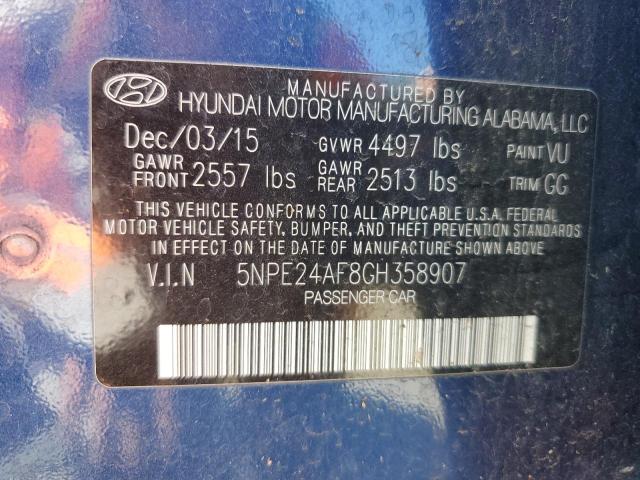 MANUFACTURED BY
HYUNDAI MOTOR MANUFACTURING ALABAMA, LLC
Dec/03/15 GVWR 4497 lbs PAINT VU
GAWR FRONT 2557 lbs GAWR REAR 2513 lbs TRIM GG
THIS VEHICLE CONFORMS TO ALL APPLICABLE U.S.A. FEDERAL
MOTOR VEHICLE SAFETY, BUMPER, AND THEFT PREVENTION STANDARDS
IN EFFECT ON THE DATE OF MANUFACTURE SHOWN ABOVE.
V.I.N 5NPE24AF8GH358907
PASSENGER CAR